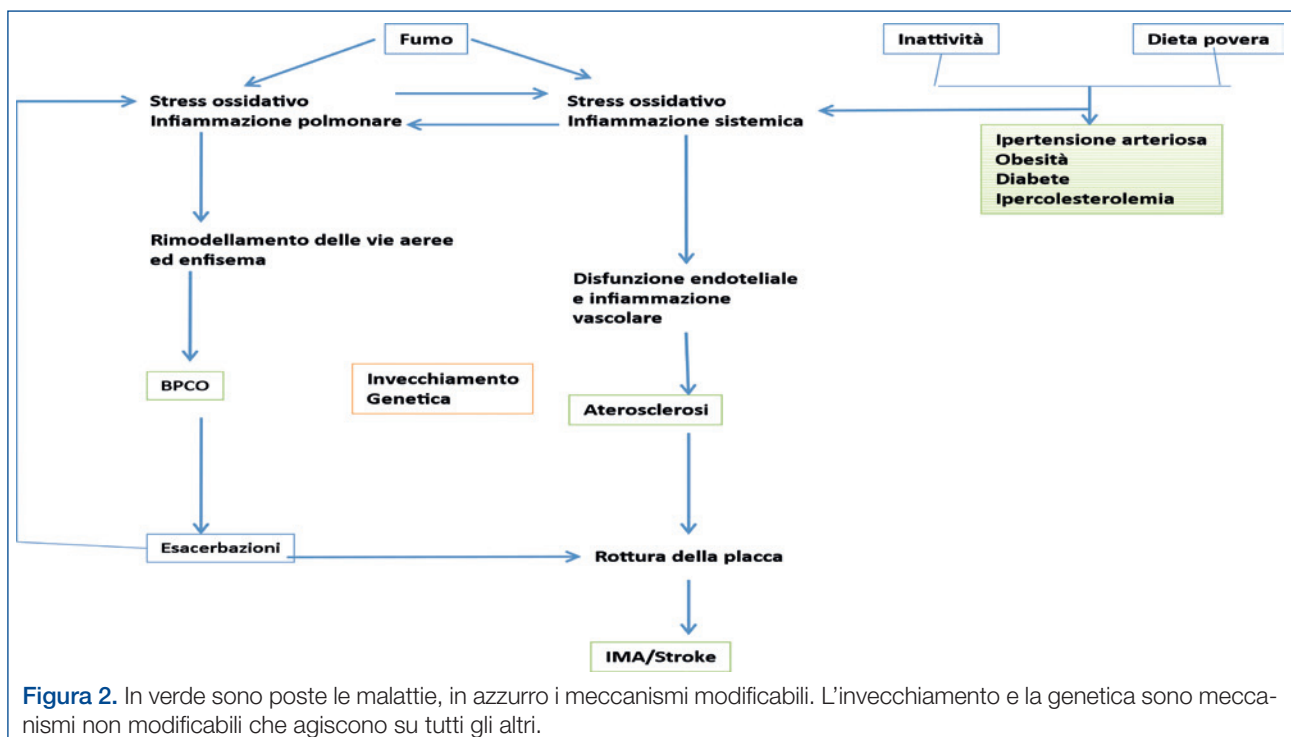 Fumo
Inattività
Dieta povera
Stress ossidativo
Infiammazione polmonare
Stress ossidativo
Infiammazione sistemica
Ipertensione arteriosa
Obesità
Diabete
Ipercolesterolemia
Rimodellamento delle vie aeree
ed enfisema
Disfunzione endoteliale
e infiammazione
vascolare
BPCO
Invecchiamento
Genetica
Aterosclerosi
Esacerbazioni
Rottura della placca
IMA/Stroke
Figura 2. In verde sono poste le malattie, in azzurro i meccanismi modificabili. L’invecchiamento e la genetica sono mecca-
nismi non modificabili che agiscono su tutti gli altri.